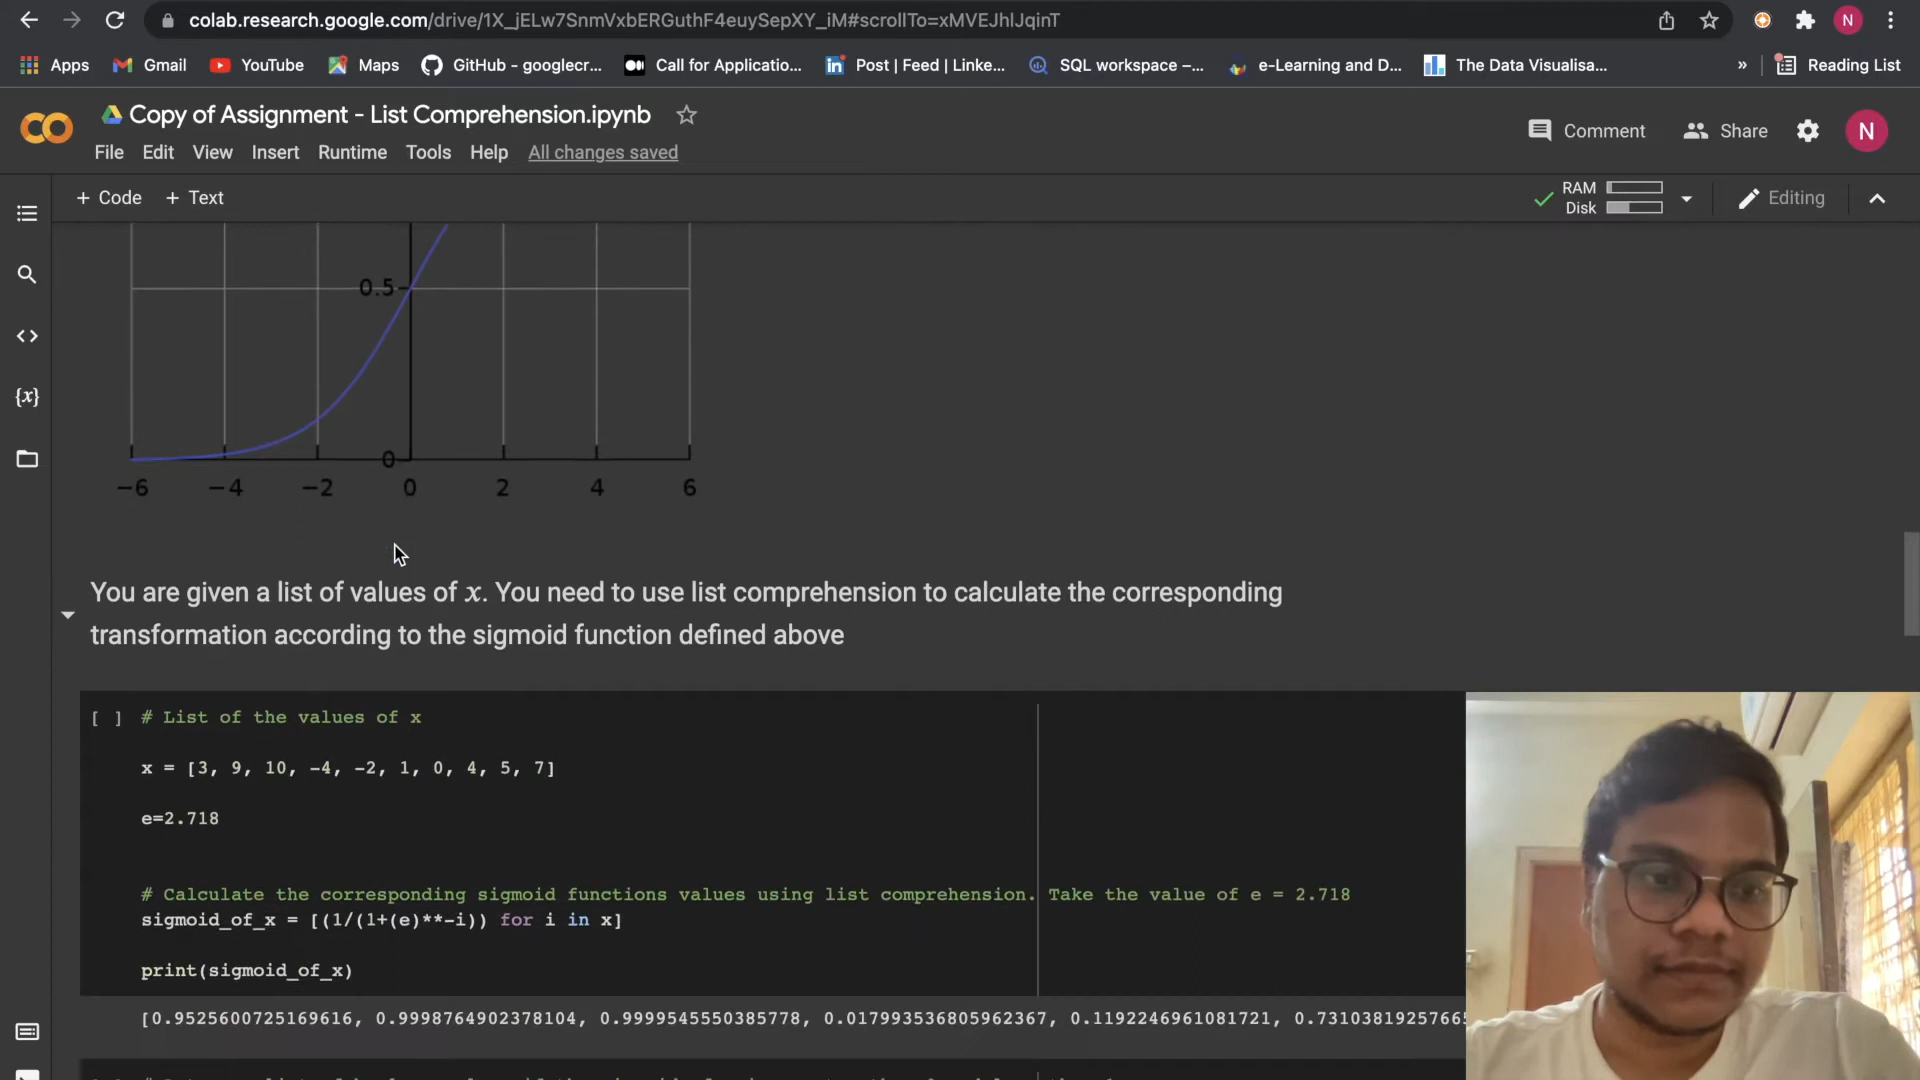 colab.research.google.com/drive/1X_jELw7SnmVxbERGuthF4euySepXY_iM#scrollTo=xMVEJhlJqinT
N
Apps Gmail YouTube Maps GitHub - googlecr... Call for Applicatio... Post | Feed | Linke... SQL workspace –... e-Learning and D... The Data Visualisa... » Reading List
Copy of Assignment - List Comprehension.ipynb
Comment Share N
File Edit View Insert Runtime Tools Help All changes saved
+ Code + Text
RAM
Disk
Editing
0.5
0
−6 −4 −2 0 2 4 6
You are given a list of values of x. You need to use list comprehension to calculate the corresponding
transformation according to the sigmoid function defined above
[ ] # List of the values of x
x = [3, 9, 10, -4, -2, 1, 0, 4, 5, 7]
e=2.718
# Calculate the corresponding sigmoid functions values using list comprehension. Take the value of e = 2.718
sigmoid_of_x = [(1/(1+(e)**-i)) for i in x]
print(sigmoid_of_x)
[0.9525600725169616, 0.9998764902378104, 0.9999545550385778, 0.017993536805962367, 0.1192246961081721, 0.73103819257665